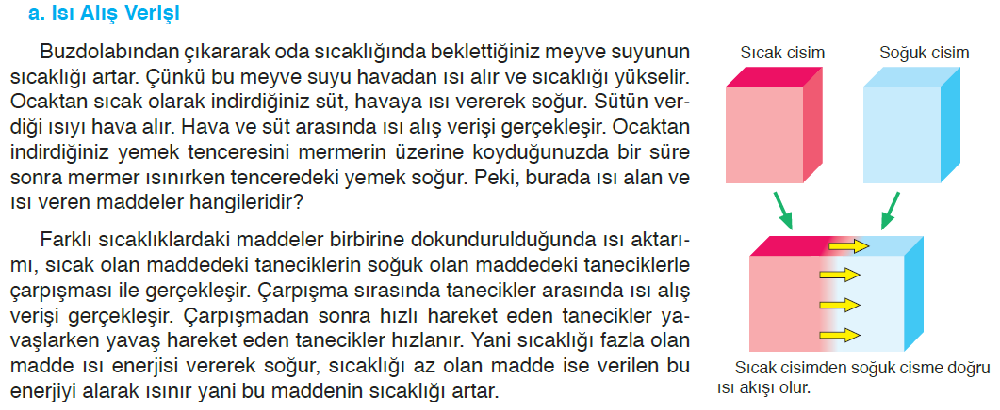 a. Isı Alış Verişi
Buzdolabından çıkararak oda sıcaklığında beklettiğiniz meyve suyunun
sıcaklığı artar. Çünkü bu meyve suyu havadan ısı alır ve sıcaklığı yükselir.
Ocaktan sıcak olarak indirdiğiniz süt, havaya ısı vererek soğur. Sütün ver-
diği ısıyı hava alır. Hava ve süt arasında ısı alış verişi gerçekleşir. Ocaktan
indirdiğiniz yemek tenceresini mermerin üzerine koyduğunuzda bir süre
sonra mermer ısınırken tenceredeki yemek soğur. Peki, burada ısı alan ve
ısı veren maddeler hangileridir?
Farklı sıcaklıklardaki maddeler birbirine dokundurulduğunda ısı aktarı-
mı, sıcak olan maddedeki taneciklerin soğuk olan maddedeki taneciklerle
çarpışması ile gerçekleşir. Çarpışma sırasında tanecikler arasında ısı alış
verişi gerçekleşir. Çarpışmadan sonra hızlı hareket eden tanecikler ya-
vaşlarken yavaş hareket eden tanecikler hızlanır. Yani sıcaklığı fazla olan
madde ısı enerjisi vererek soğur, sıcaklığı az olan madde ise verilen bu
enerjiyi alarak ısınır yani bu maddenin sıcaklığı artar.
Sıcak cisim
Soğuk cisim
Sıcak cisimden soğuk cisme doğru
ısı akışı olur.